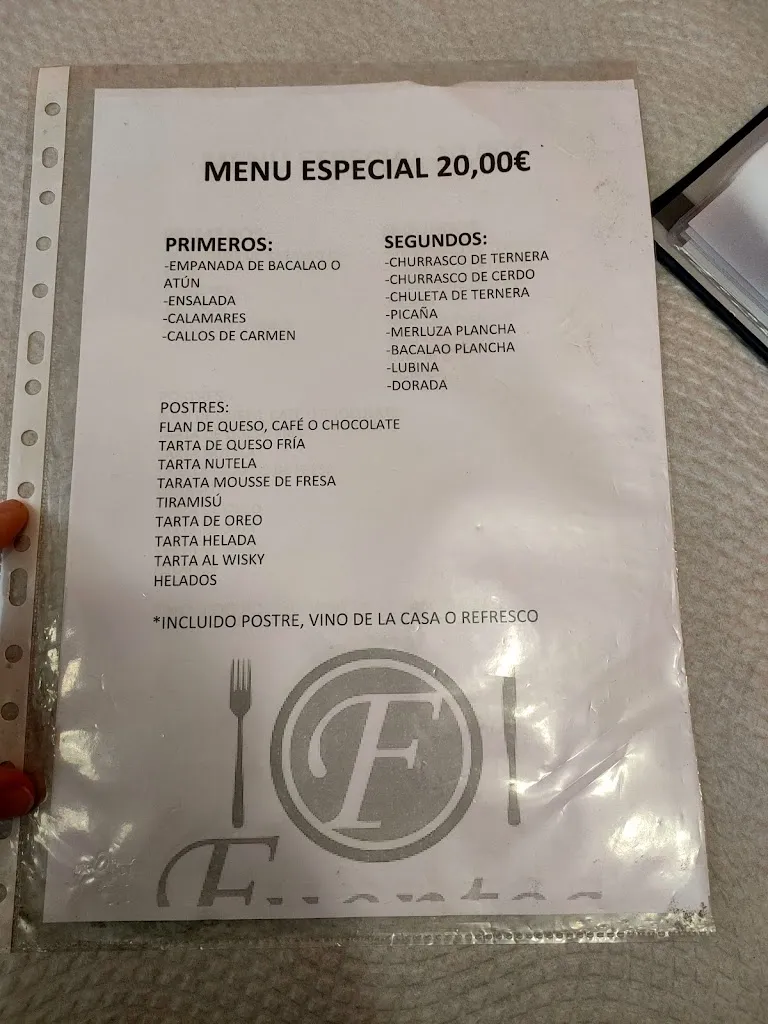 MENU ESPECIAL 20,00€
PRIMEROS:
-EMPANADA DE BACALAO O
ATÚN
-ENSALADA
-CALAMARES
-CALLOS DE CARMEN
SEGUNDOS:
-CHURRASCO DE TERNERA
-CHURRASCO DE CERDO
-CHULETA DE TERNERA
-PICAÑA
-MERLUZA PLANCHA
-BACALAO PLANCHA
-LUBINA
-DORADA
POSTRES:
FLAN DE QUESO, CAFÉ O CHOCOLATE
TARTA DE QUESO FRÍA
TARTA NUTELA
TARATA MOUSSE DE FRESA
TIRAMISÚ
TARTA DE OREO
TARTA HELADA
TARTA AL WISKY
HELADOS
*INCLUIDO POSTRE, VINO DE LA CASA O REFRESCO
F
Fuentes